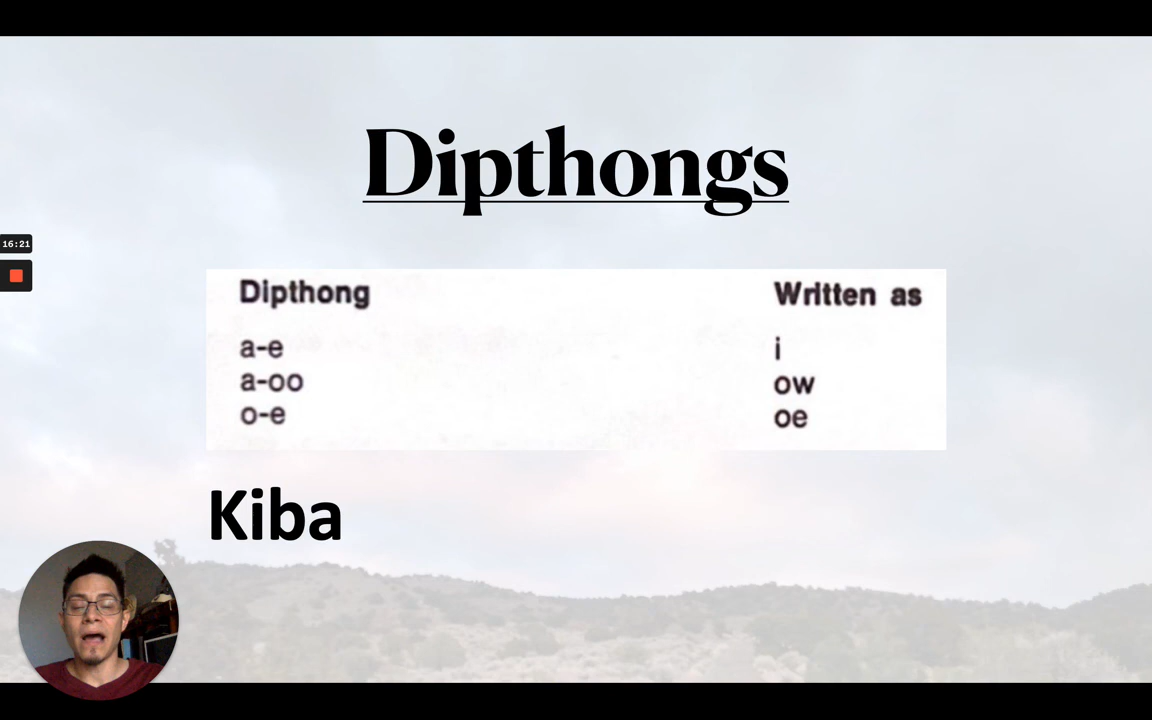 Dipthongs
16:21
Dipthong Written as
a-e i
a-oo ow
o-e oe
Kiba